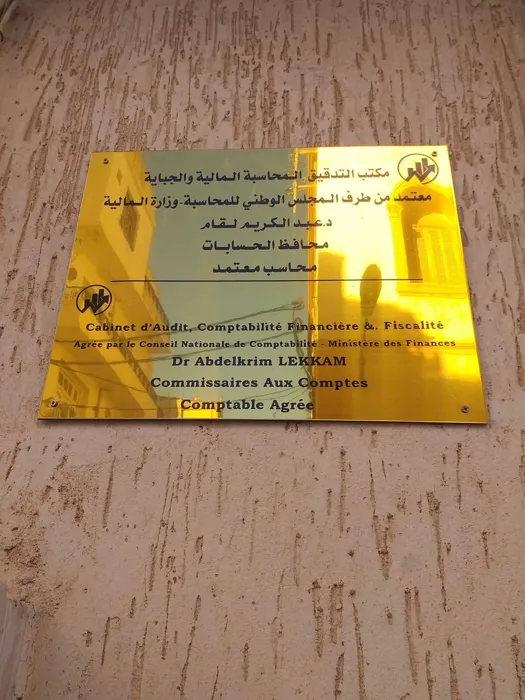 مكتب التدقيق.المحاسبة المالية والجباية
معتمد من طرف المجلس الوطني للمحاسبة-وزارة المالية
د.عبد الكريم لقام
محافظ الحسابات
محاسب معتمد
Cabinet d'Audit, Comptabilité Financière &. Fiscalité
Agrée par le Conseil Nationale de Comptabilité - Ministère des Finances
Dr Abdelkrim LEKKAM
Commissaires Aux Comptes
Comptable Agrée